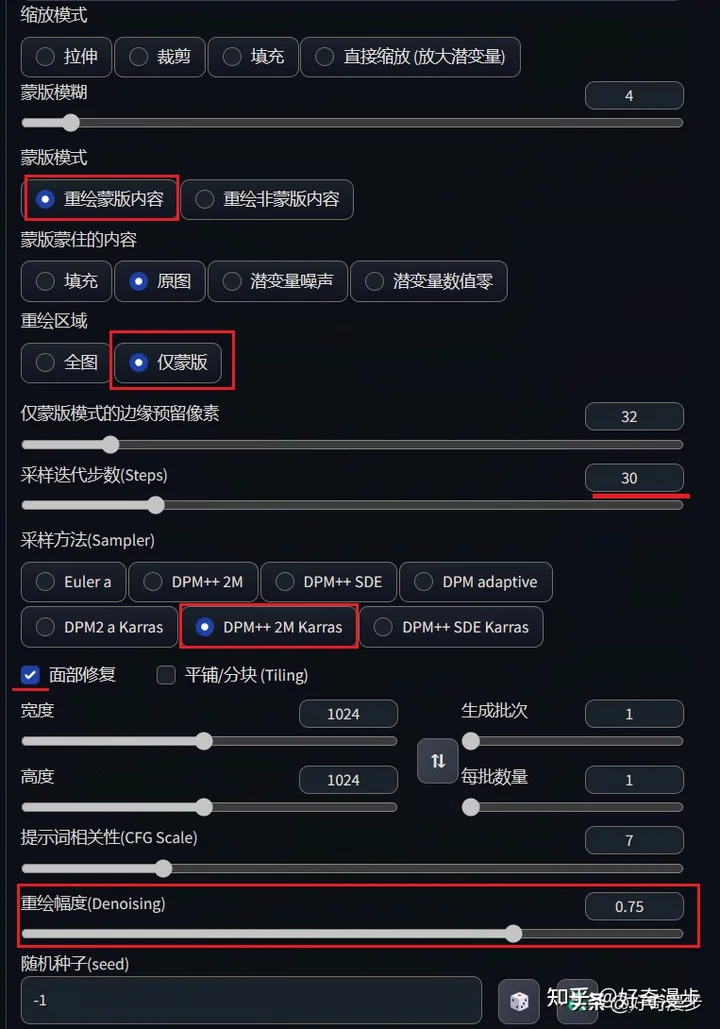 缩放模式
拉伸 裁剪 填充 直接缩放 (放大潜变量)
蒙版模糊 4
蒙版模式
重绘蒙版内容 重绘非蒙版内容
蒙版蒙住的内容
填充 原图 潜变量噪声 潜变量数值零
重绘区域
全图 仅蒙版
仅蒙版模式的边缘预留像素 32
采样迭代步数(Steps) 30
采样方法(Sampler)
Euler a DPM++ 2M DPM++ SDE DPM adaptive
DPM2 a Karras DPM++ 2M Karras DPM++ SDE Karras
面部修复 平铺/分块 (Tiling)
宽度 1024 生成批次 1
高度 1024 每批数量 1
提示词相关性(CFG Scale) 7
重绘幅度(Denoising) 0.75
随机种子(seed)
-1
知乎 @好奇漫步
头条 @好奇漫步